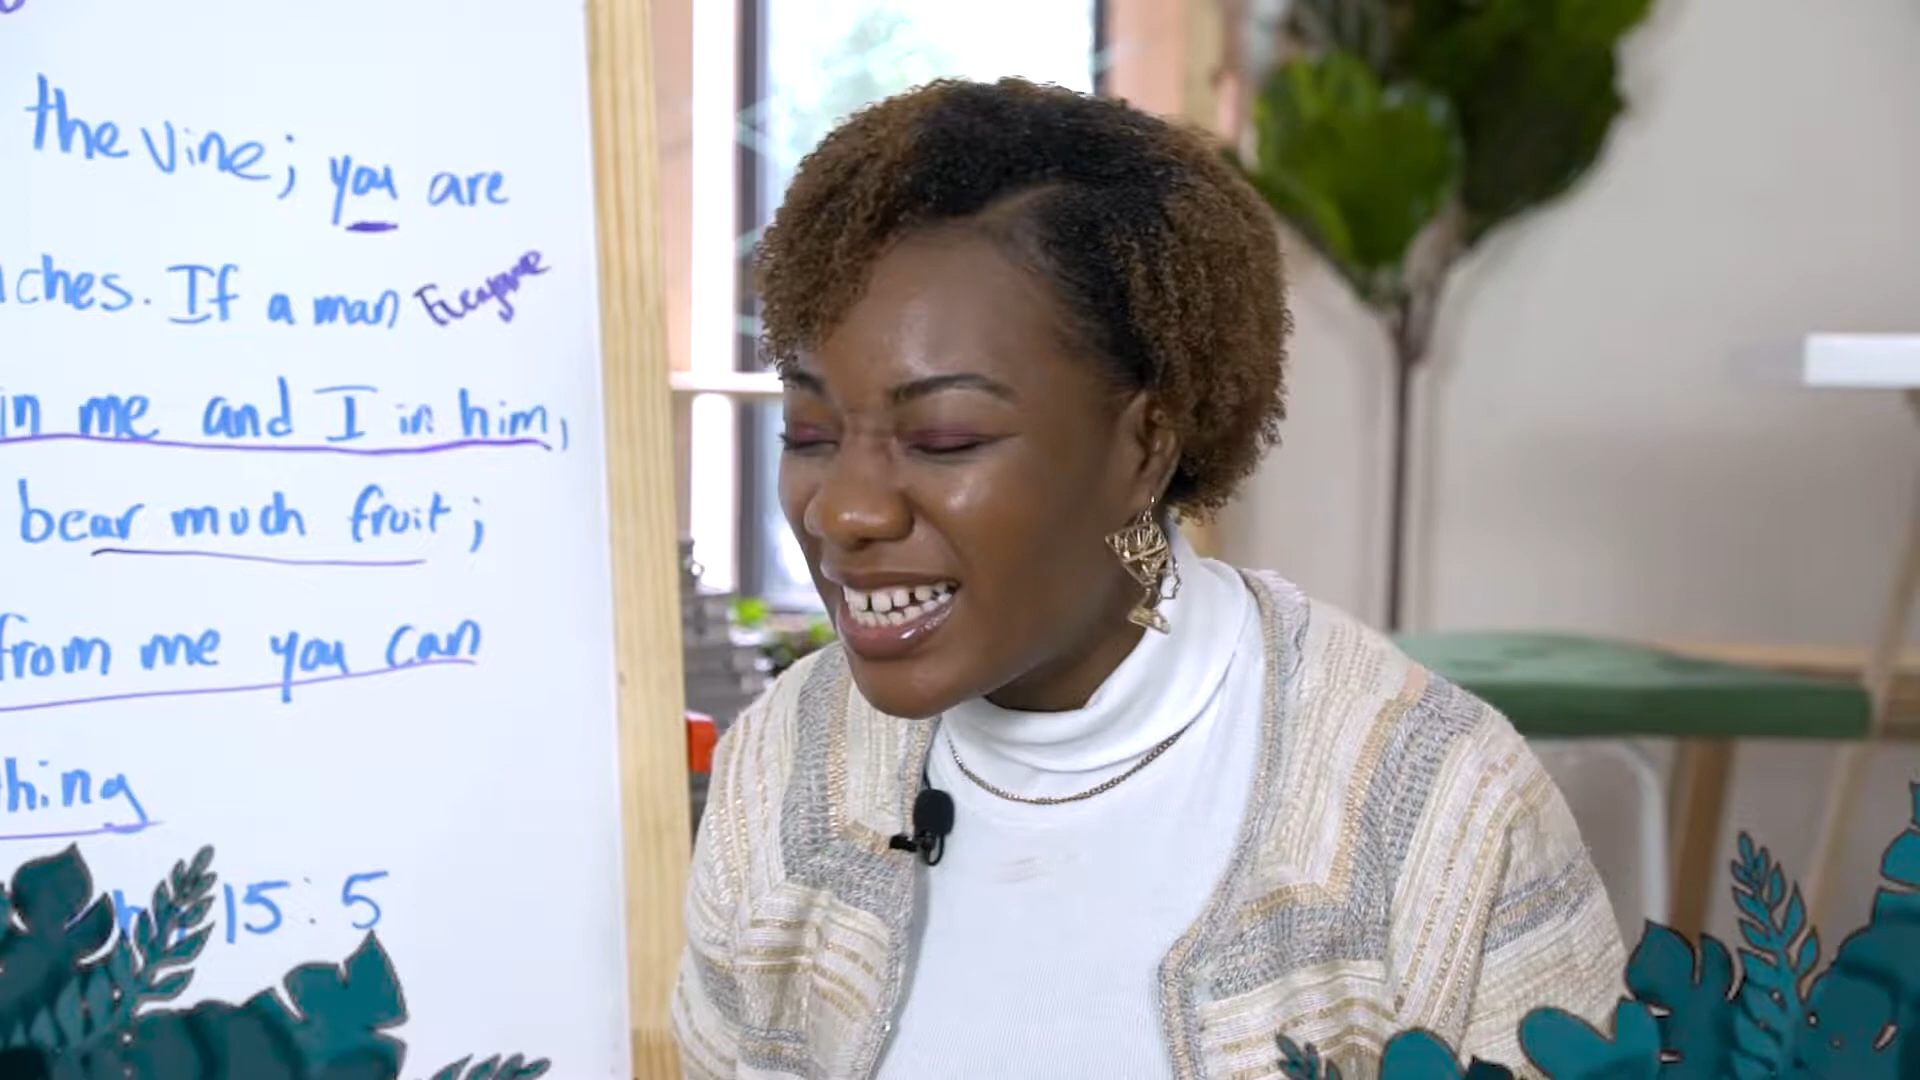 the vine; you are
ches. If a man Everyone
in me and I in him,
bear much fruit;
from me you can
hing
15:5